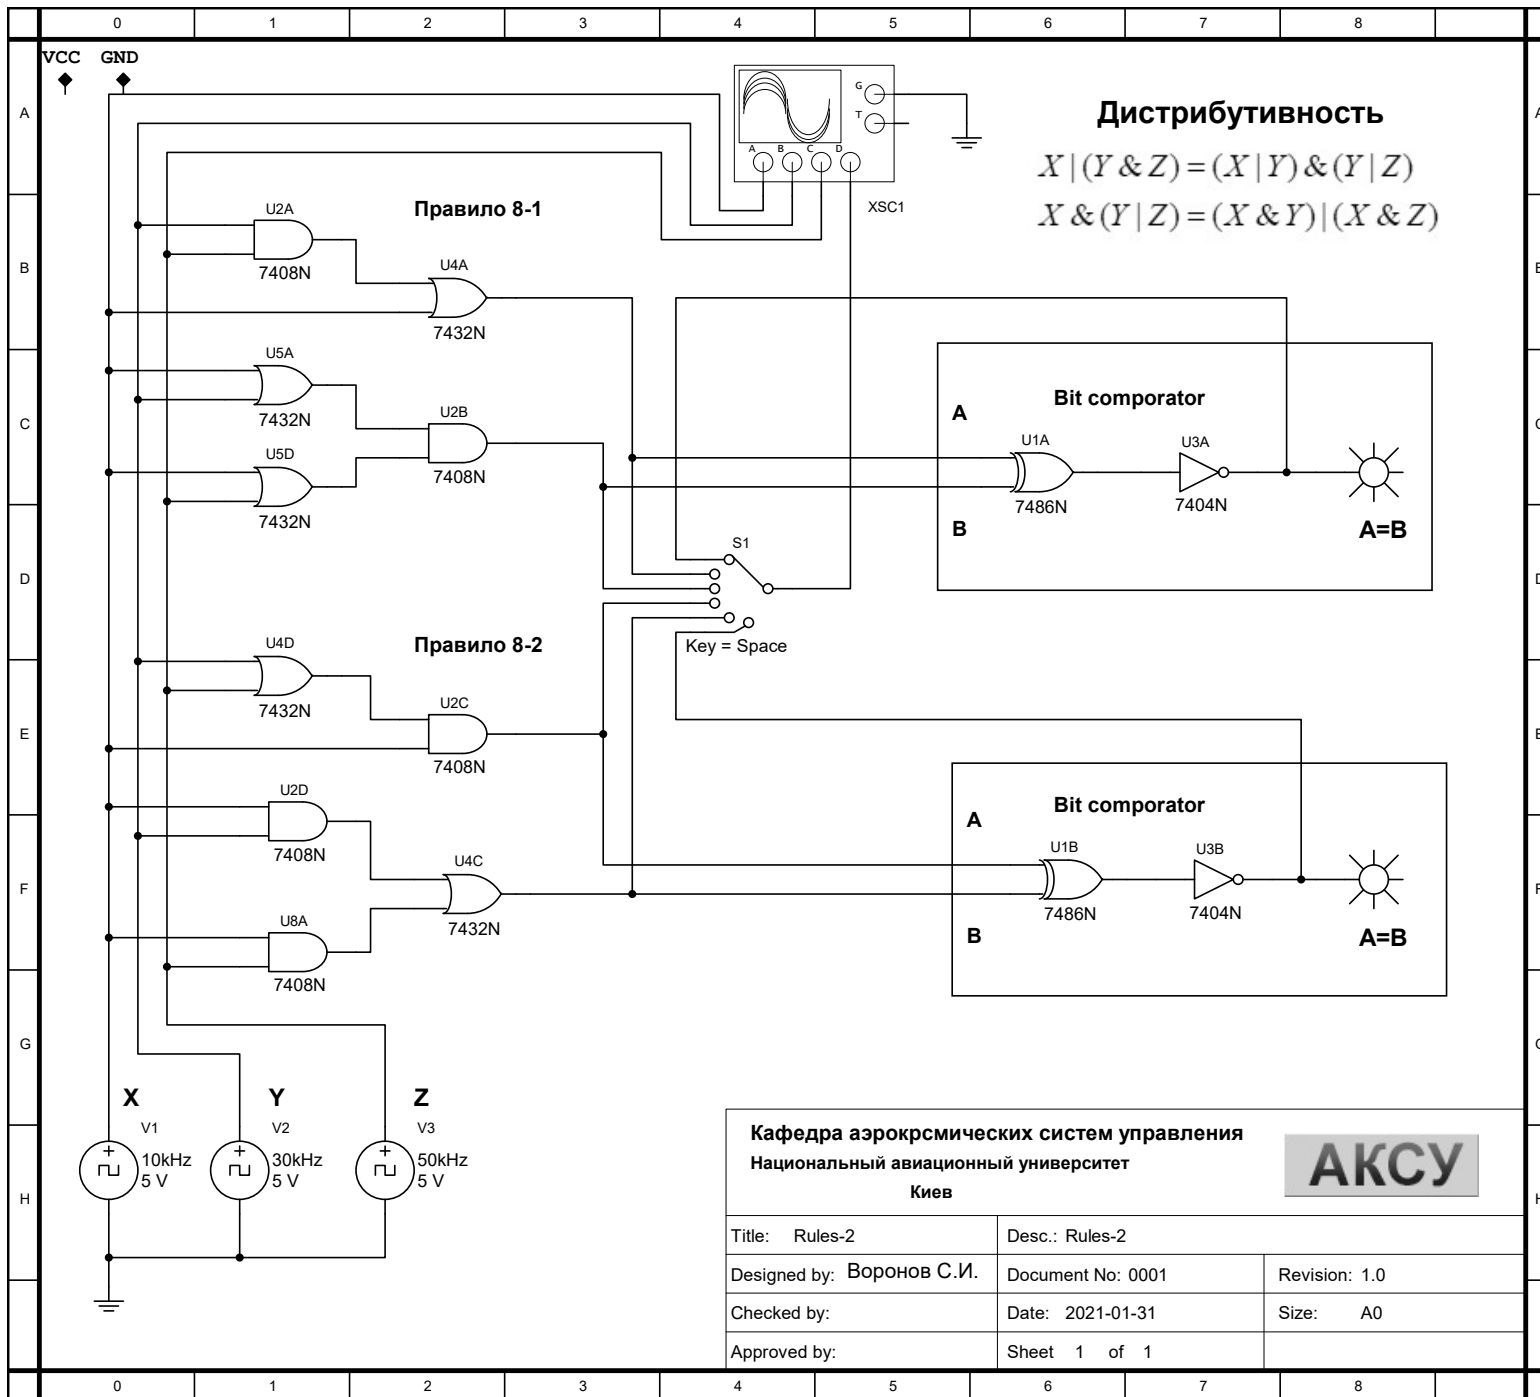 0 1 2 3 4 5 6 7 8
VCC GND
A
B
C
D
E
F
G
H
A
B
C
D
E
F
G
H
G
T
A B C D
XSC1
Дистрибутивность
X | (Y & Z) = (X | Y) & (Y | Z)
X & (Y | Z) = (X & Y) | (X & Z)
Правило 8-1
U2A
7408N
U4A
7432N
U5A
7432N
U2B
7408N
U5D
7432N
Bit comporator
A
B
U1A
7486N
U3A
7404N
A=B
S1
Key = Space
Правило 8-2
U4D
7432N
U2C
7408N
U2D
7408N
U4C
7432N
U8A
7408N
Bit comporator
A
B
U1B
7486N
U3B
7404N
A=B
X Y Z
V1 V2 V3
10kHz 30kHz 50kHz
5 V 5 V 5 V
Кафедра аэрокрсмических систем управления
Национальный авиационный университет
Киев
АКСУ
Title: Rules-2 Desc.: Rules-2
Designed by: Воронов С.И. Document No: 0001 Revision: 1.0
Checked by: Date: 2021-01-31 Size: A0
Approved by: Sheet 1 of 1
0 1 2 3 4 5 6 7 8